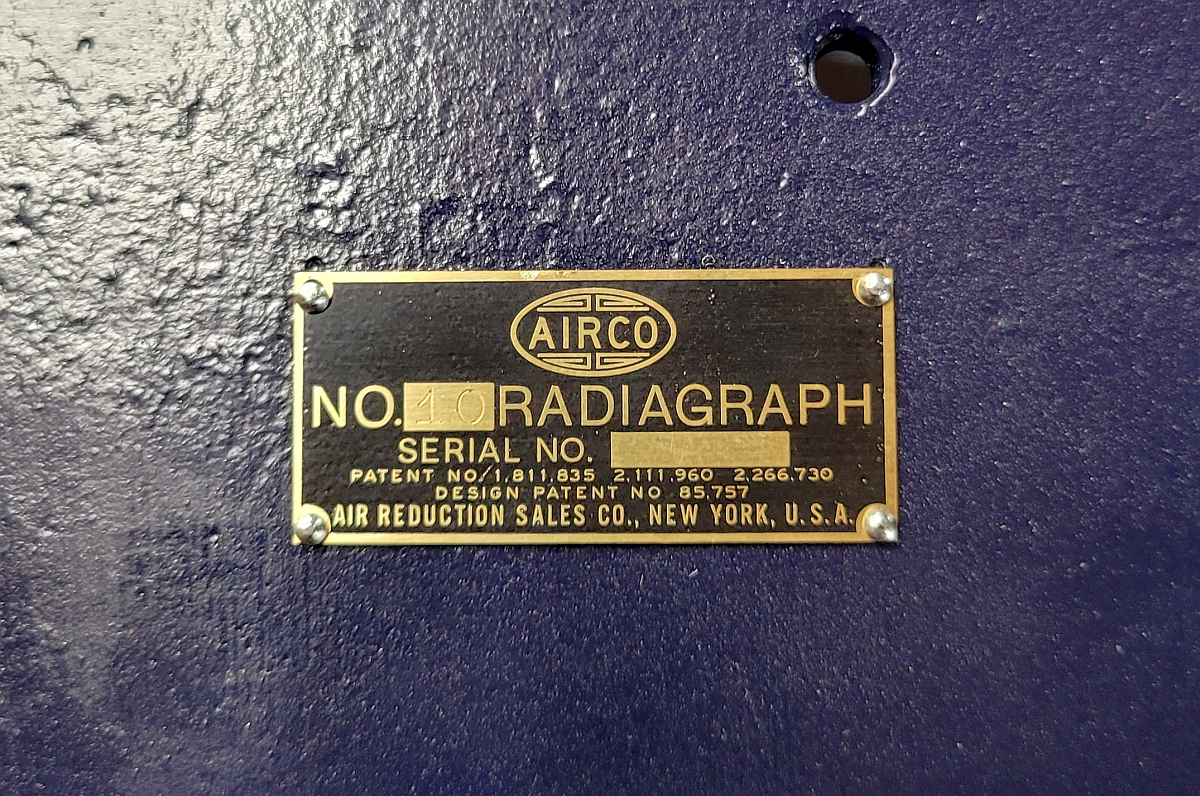 AIRCO
NO. 10 RADIAGRAPH
SERIAL NO.
PATENT NO. 1,811,835 2,111,960 2,266,730
DESIGN PATENT NO 85,757
AIR REDUCTION SALES CO., NEW YORK, U.S.A.